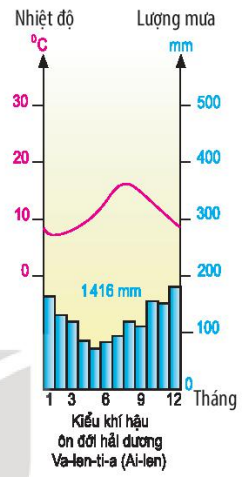 Nhiệt độ Lượng mưa
°C mm
30 500
20 400
10 300
0 200
1416 mm
100
0
1 3 6 9 12 Tháng
Kiểu khí hậu
ôn đới hải dương
Va-len-ti-a (Ai-len)